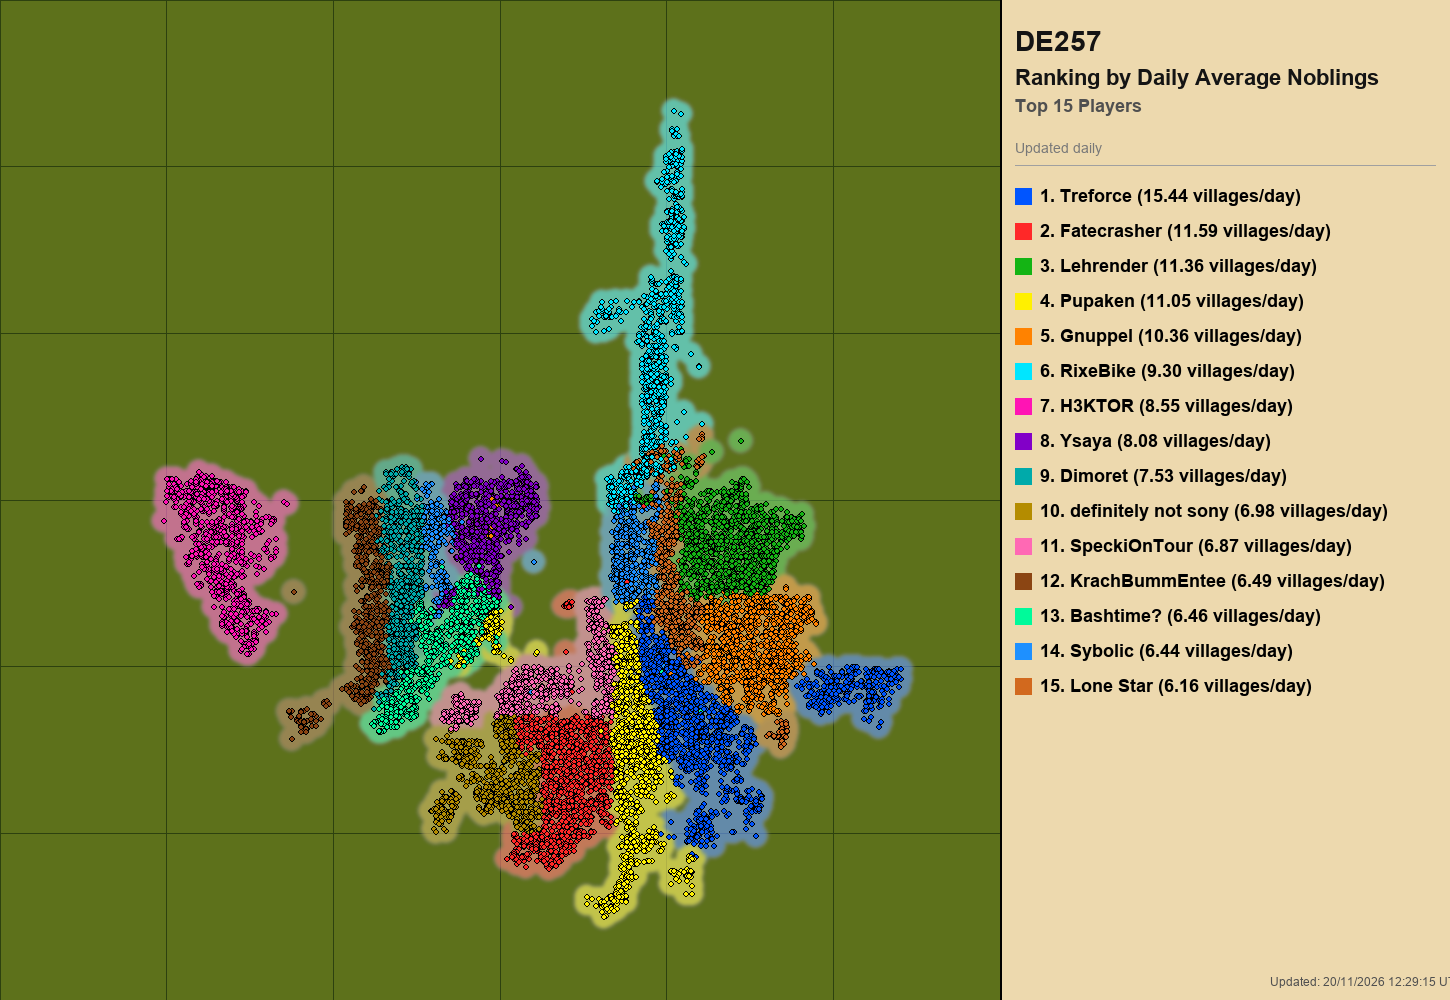 DE257
Ranking by Daily Average Noblings
Top 15 Players
Updated daily
1. Treforce (15.44 villages/day)
2. Fatecrasher (11.59 villages/day)
3. Lehrender (11.36 villages/day)
4. Pupaken (11.05 villages/day)
5. Gnuppel (10.36 villages/day)
6. RixeBike (9.30 villages/day)
7. H3KTOR (8.55 villages/day)
8. Ysaya (8.08 villages/day)
9. Dimoret (7.53 villages/day)
10. definitely not sony (6.98 villages/day)
11. SpeckiOnTour (6.87 villages/day)
12. KrachBummEntee (6.49 villages/day)
13. Bashtime? (6.46 villages/day)
14. Sybolic (6.44 villages/day)
15. Lone Star (6.16 villages/day)
Updated: 20/11/2026 12:29:15